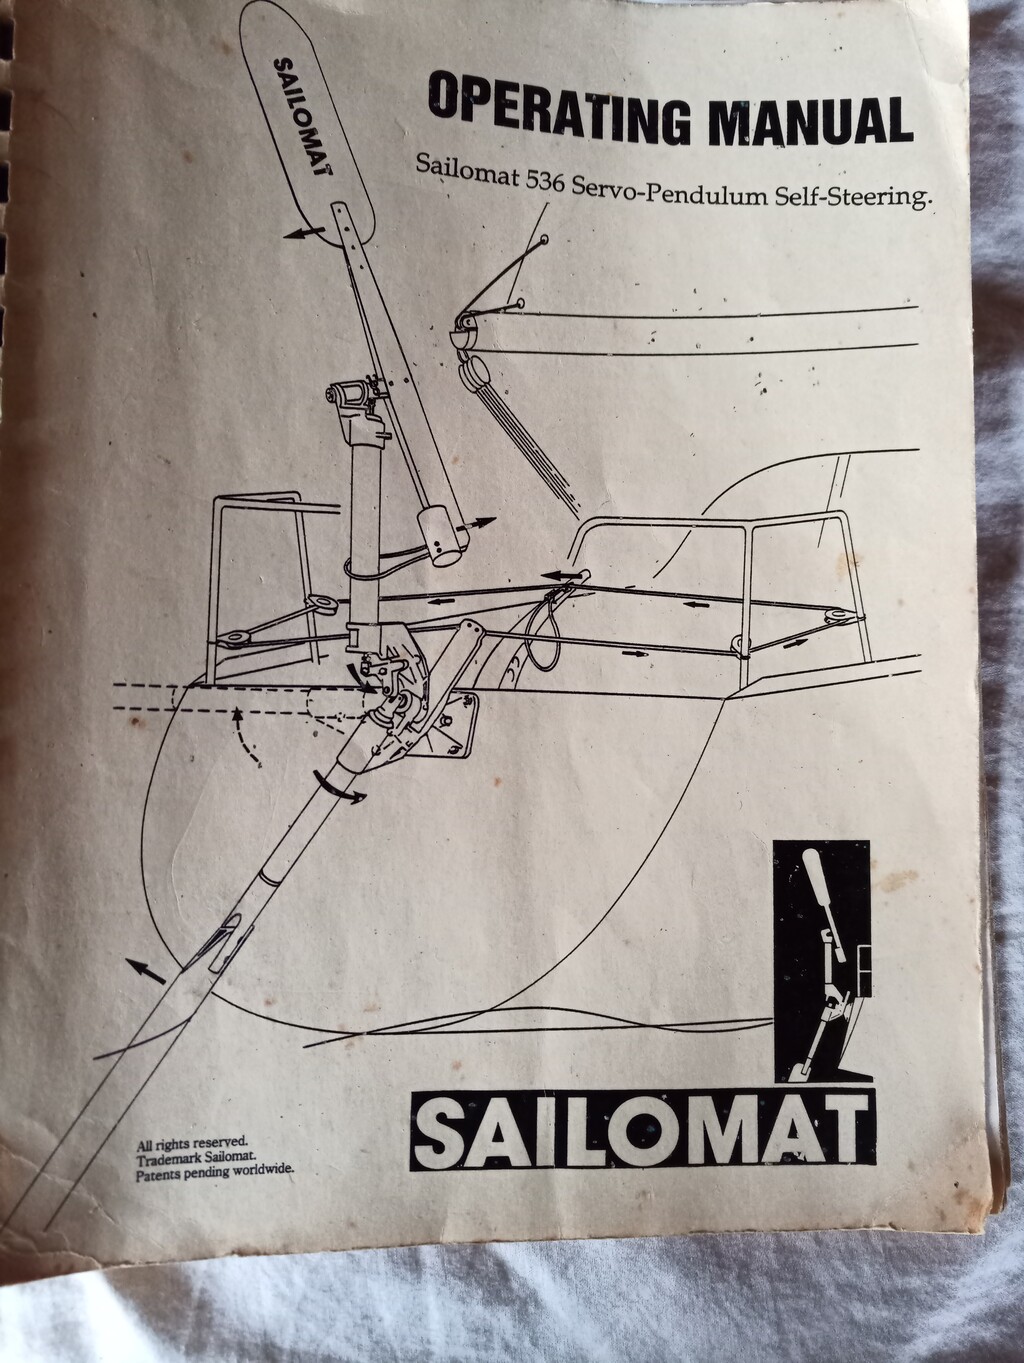 SAILOMAT
OPERATING MANUAL
Sailomat 536 Servo-Pendulum Self-Steering.
All rights reserved.
Trademark Sailomat.
Patents pending worldwide.
SAILOMAT